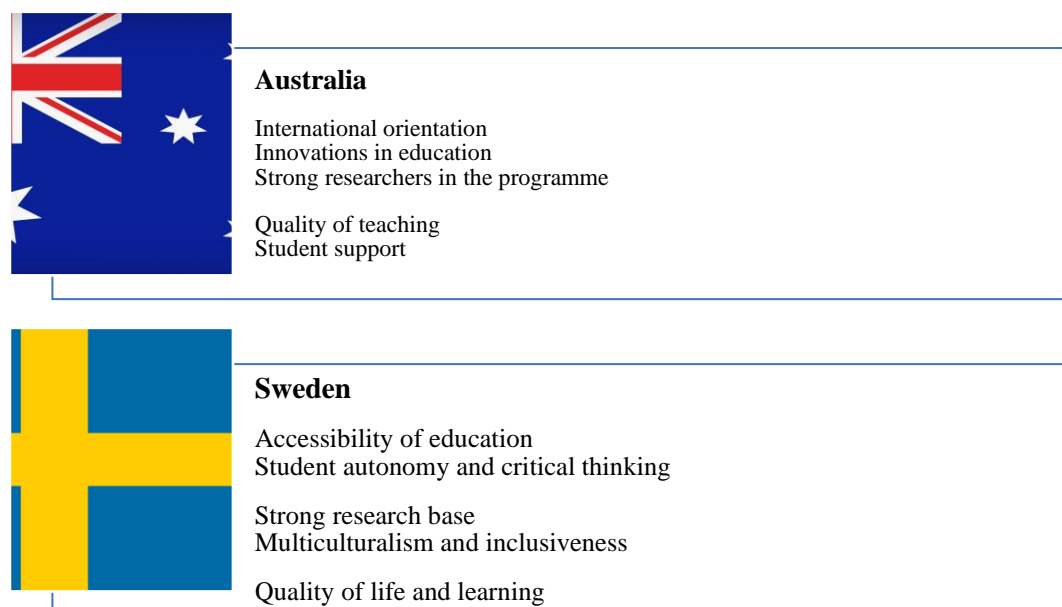 Australia
International orientation
Innovations in education
Strong researchers in the programme
Quality of teaching
Student support
Sweden
Accessibility of education
Student autonomy and critical thinking
Strong research base
Multiculturalism and inclusiveness
Quality of life and learning